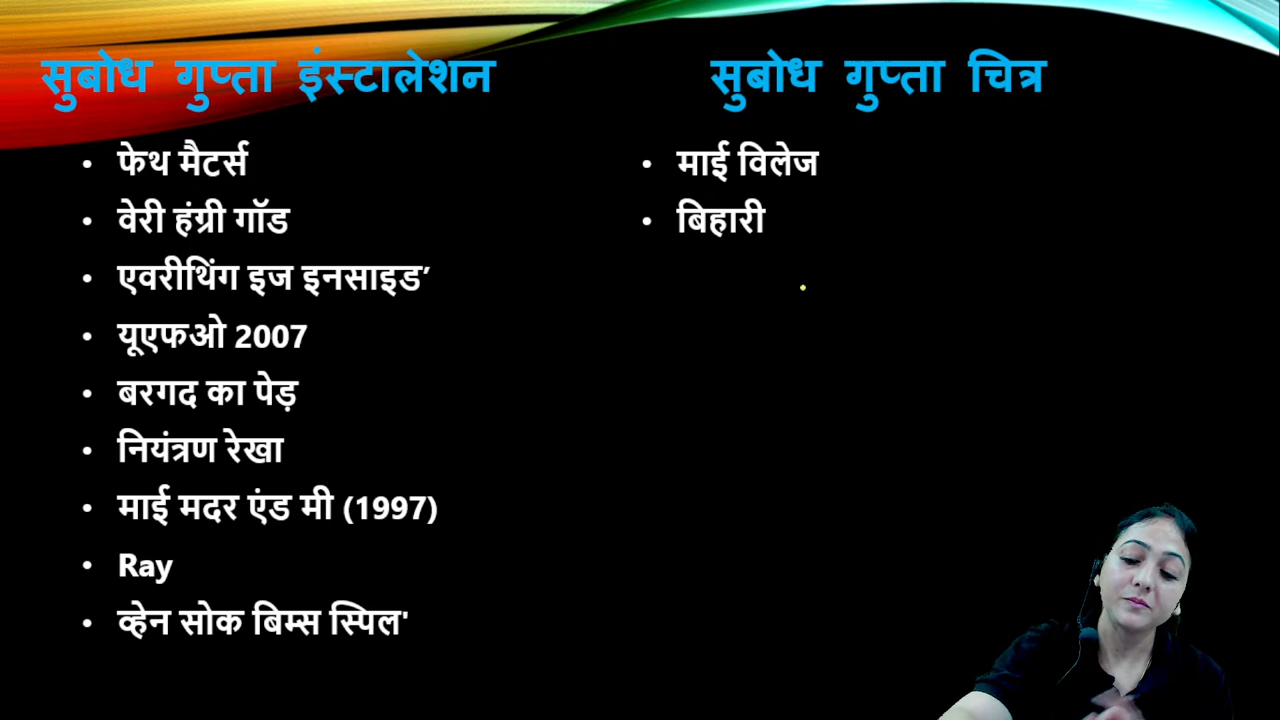 सुबोध गुप्ता इंस्टालेशन
• फेथ मैटर्स
• वेरी हंग्री गॉड
• एवरीथिंग इज इनसाइड’
• यूएफओ 2007
• बरगद का पेड़
• नियंत्रण रेखा
• माई मदर एंड मी (1997)
• Ray
• व्हेन सोक बिम्स स्पिल'
सुबोध गुप्ता चित्र
• माई विलेज
• बिहारी